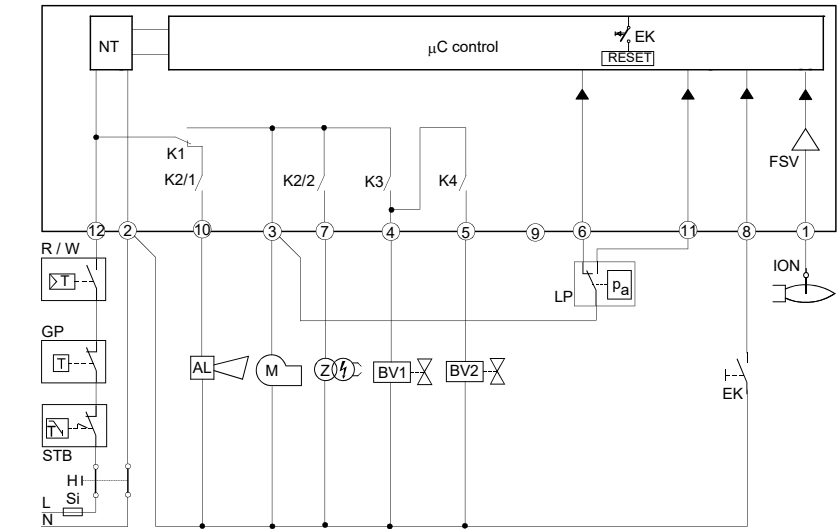 NT
μC control
EK
RESET
K1
FSV
K2/1
K2/2
K3
K4
12
2
10
3
7
4
5
9
6
11
8
1
R / W
T
LP
pa
ION
GP
T
AL
M
Z
BV1
BV2
EK
T
STB
H
Si
L
N